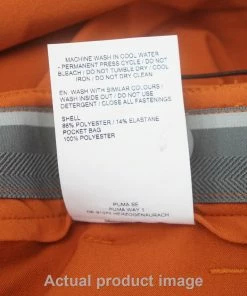 MACHINE WASH IN COOL WATER
- PERMANENT PRESS CYCLE / DO NOT
BLEACH / DO NOT TUMBLE DRY / COOL
IRON / DO NOT DRY CLEAN
EN: WASH WITH SIMILAR COLOURS /
WASH INSIDE OUT / DO NOT USE
DETERGENT / CLOSE ALL FASTENINGS
SHELL
86% POLYESTER / 14% ELASTANE
POCKET BAG
100% POLYESTER
PUMA SE
PUMA WAY 1
HERZOGENAURACH
Actual product image